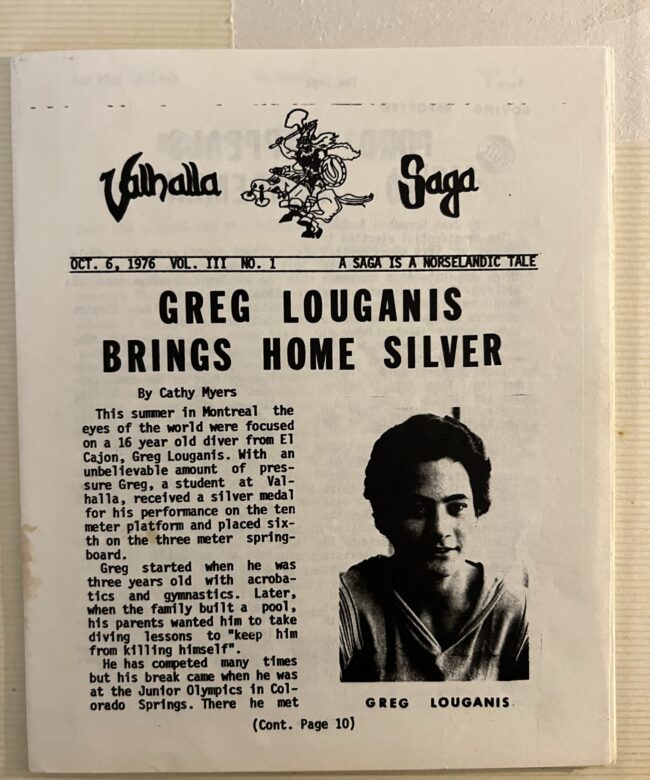 Valhalla Saga
OCT. 6, 1976 VOL. III NO. 1 A SAGA IS A NORSELANDIC TALE
GREG LOUGANIS
BRINGS HOME SILVER
By Cathy Myers
This summer in Montreal the
eyes of the world were focused
on a 16 year old diver from El
Cajon, Greg Louganis. With an
unbelievable amount of pres-
sure Greg, a student at Val-
halla, received a silver medal
for his performance on the ten
meter platform and placed six-
th on the three meter spring-
board.
Greg started when he was
three years old with acroba-
tics and gymnastics. Later,
when the family built a pool,
his parents wanted him to take
diving lessons to "keep him
from killing himself".
He has competed many times
but his break came when he was
at the Junior Olympics in Col-
orado Springs. There he met
(Cont. Page 10)
GREG LOUGANIS